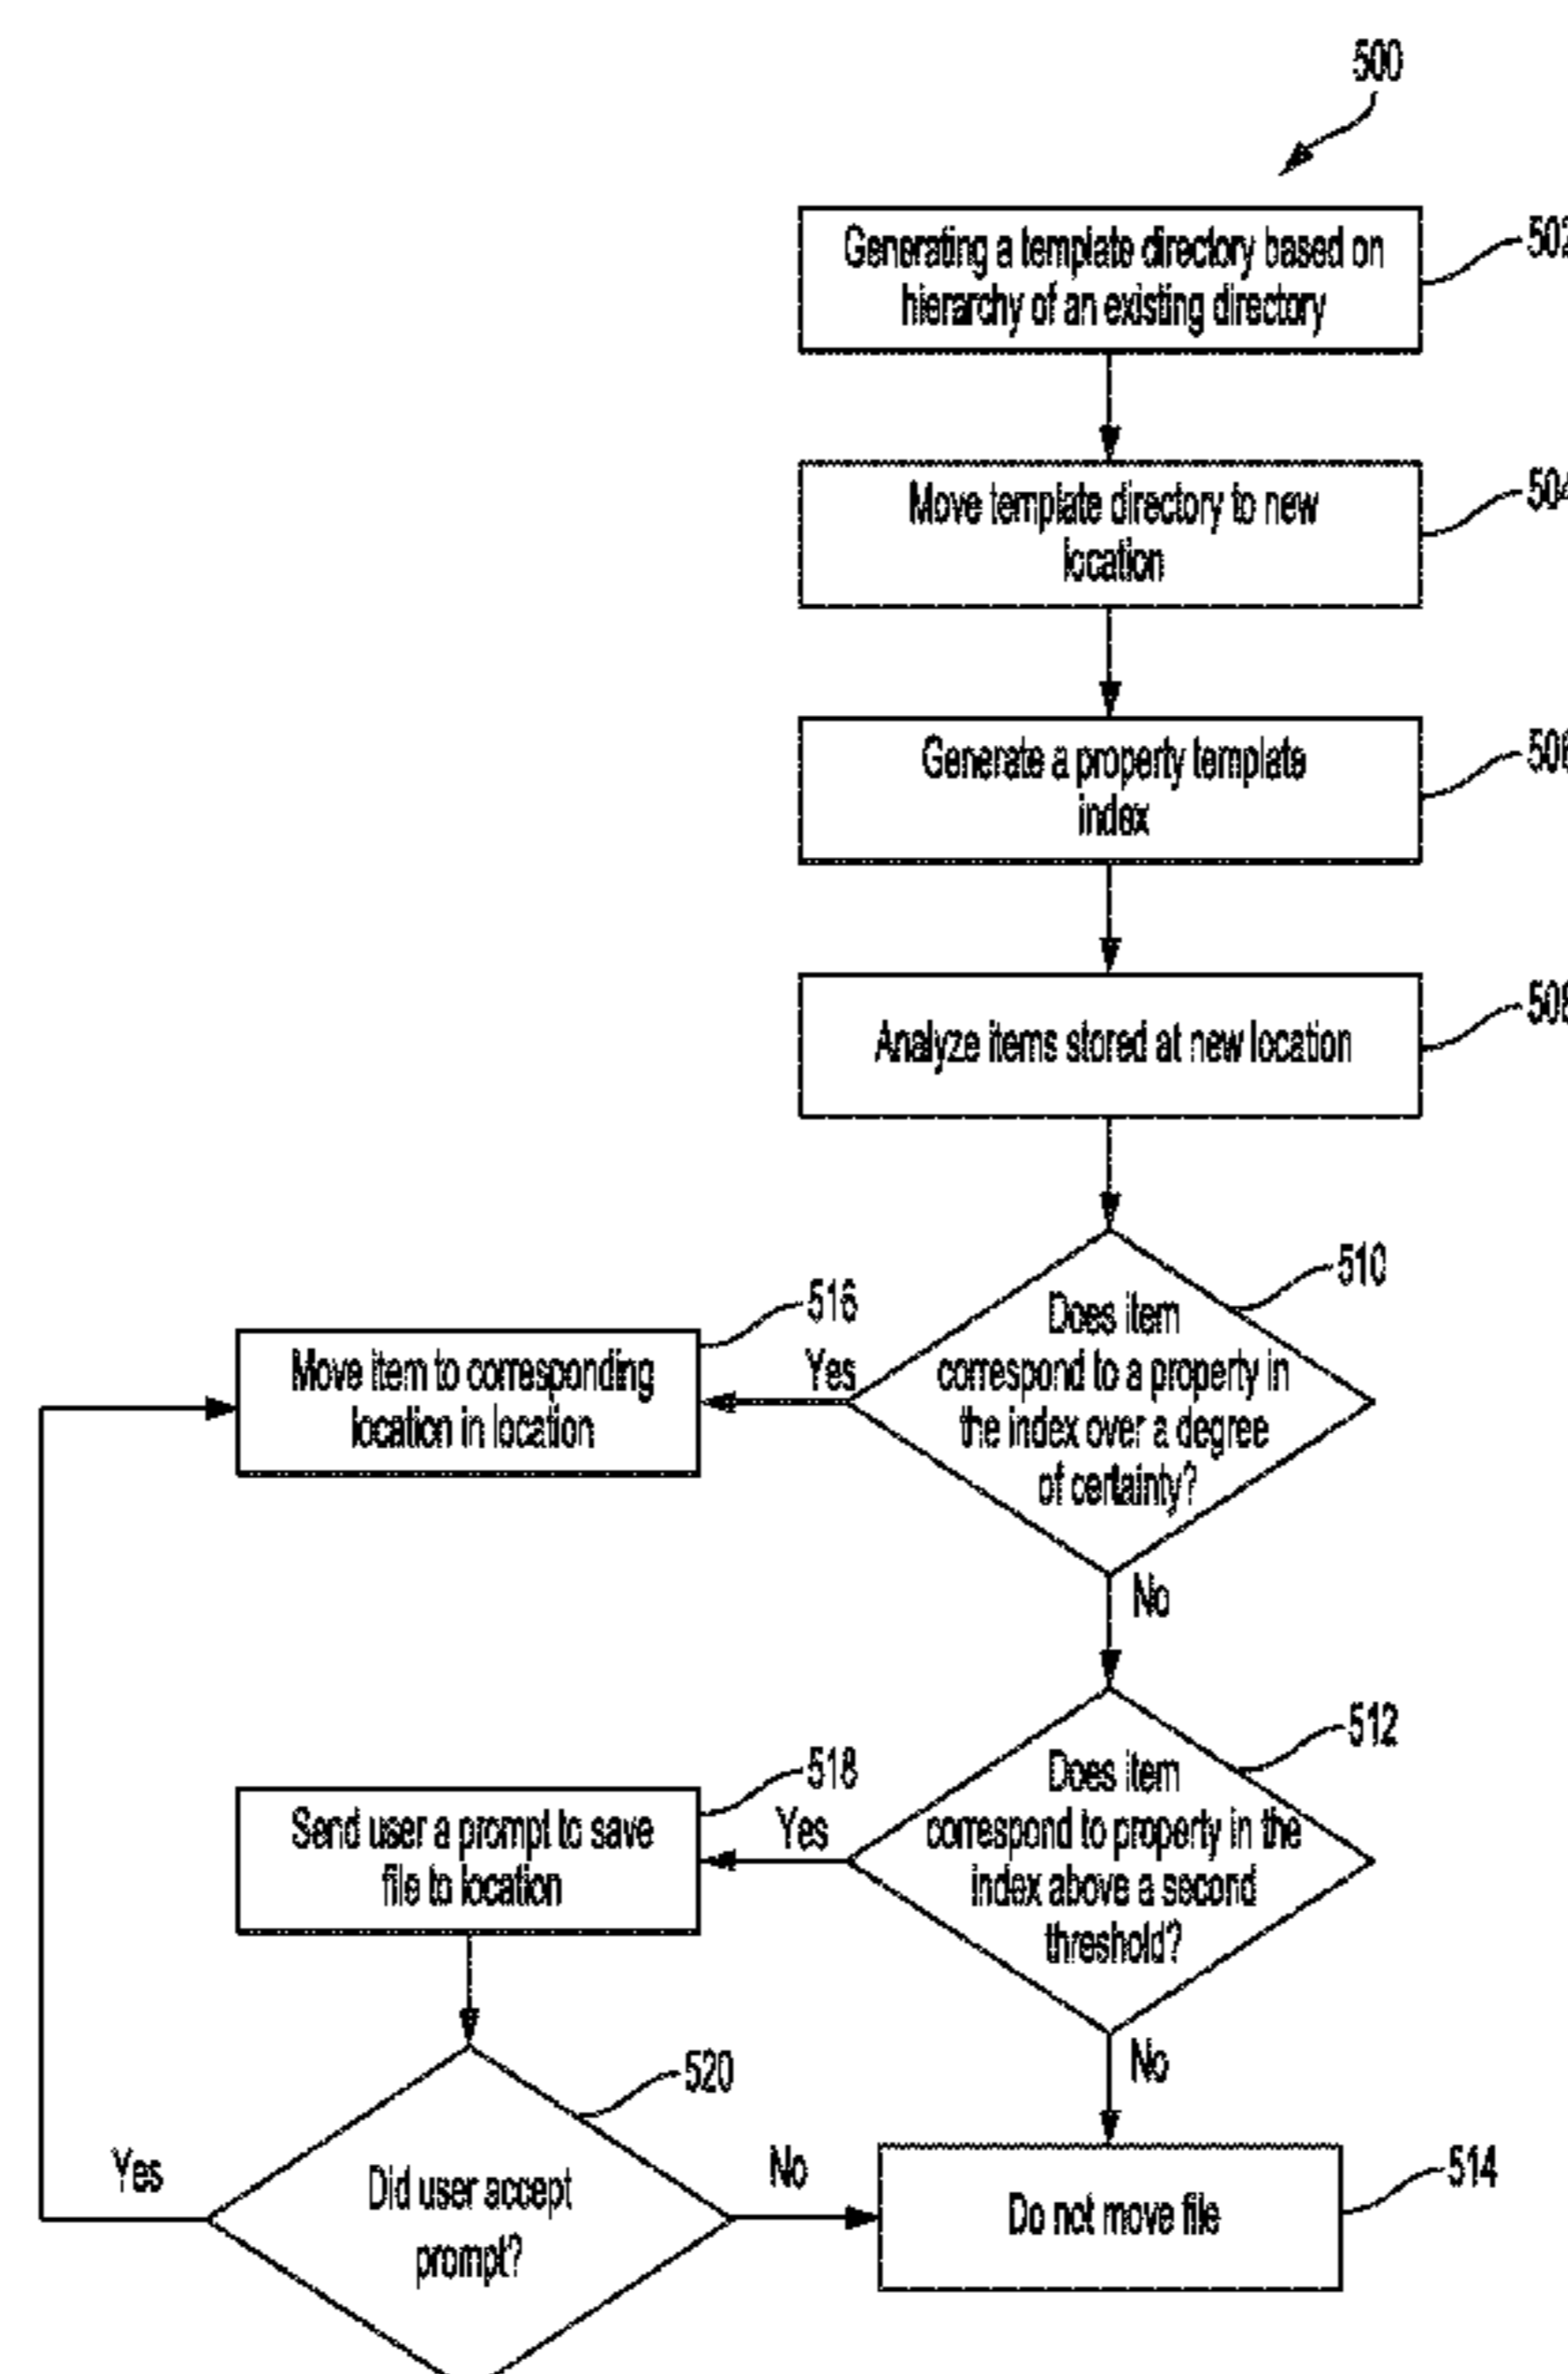 500
Generating a template directory based on
hierarchy of an existing directory
502
Move template directory to new
location
504
Generate a property template
index
506
Analyze items stored at new location
508
Does item
correspond to a property in
the index over a degree
of certainty?
510
Yes
516
Move item to corresponding
location in location
No
Does item
correspond to property in the
index above a second
threshold?
512
Yes
518
Send user a prompt to save
file to location
No
520
Did user accept
prompt?
Yes
No
Do not move file
514